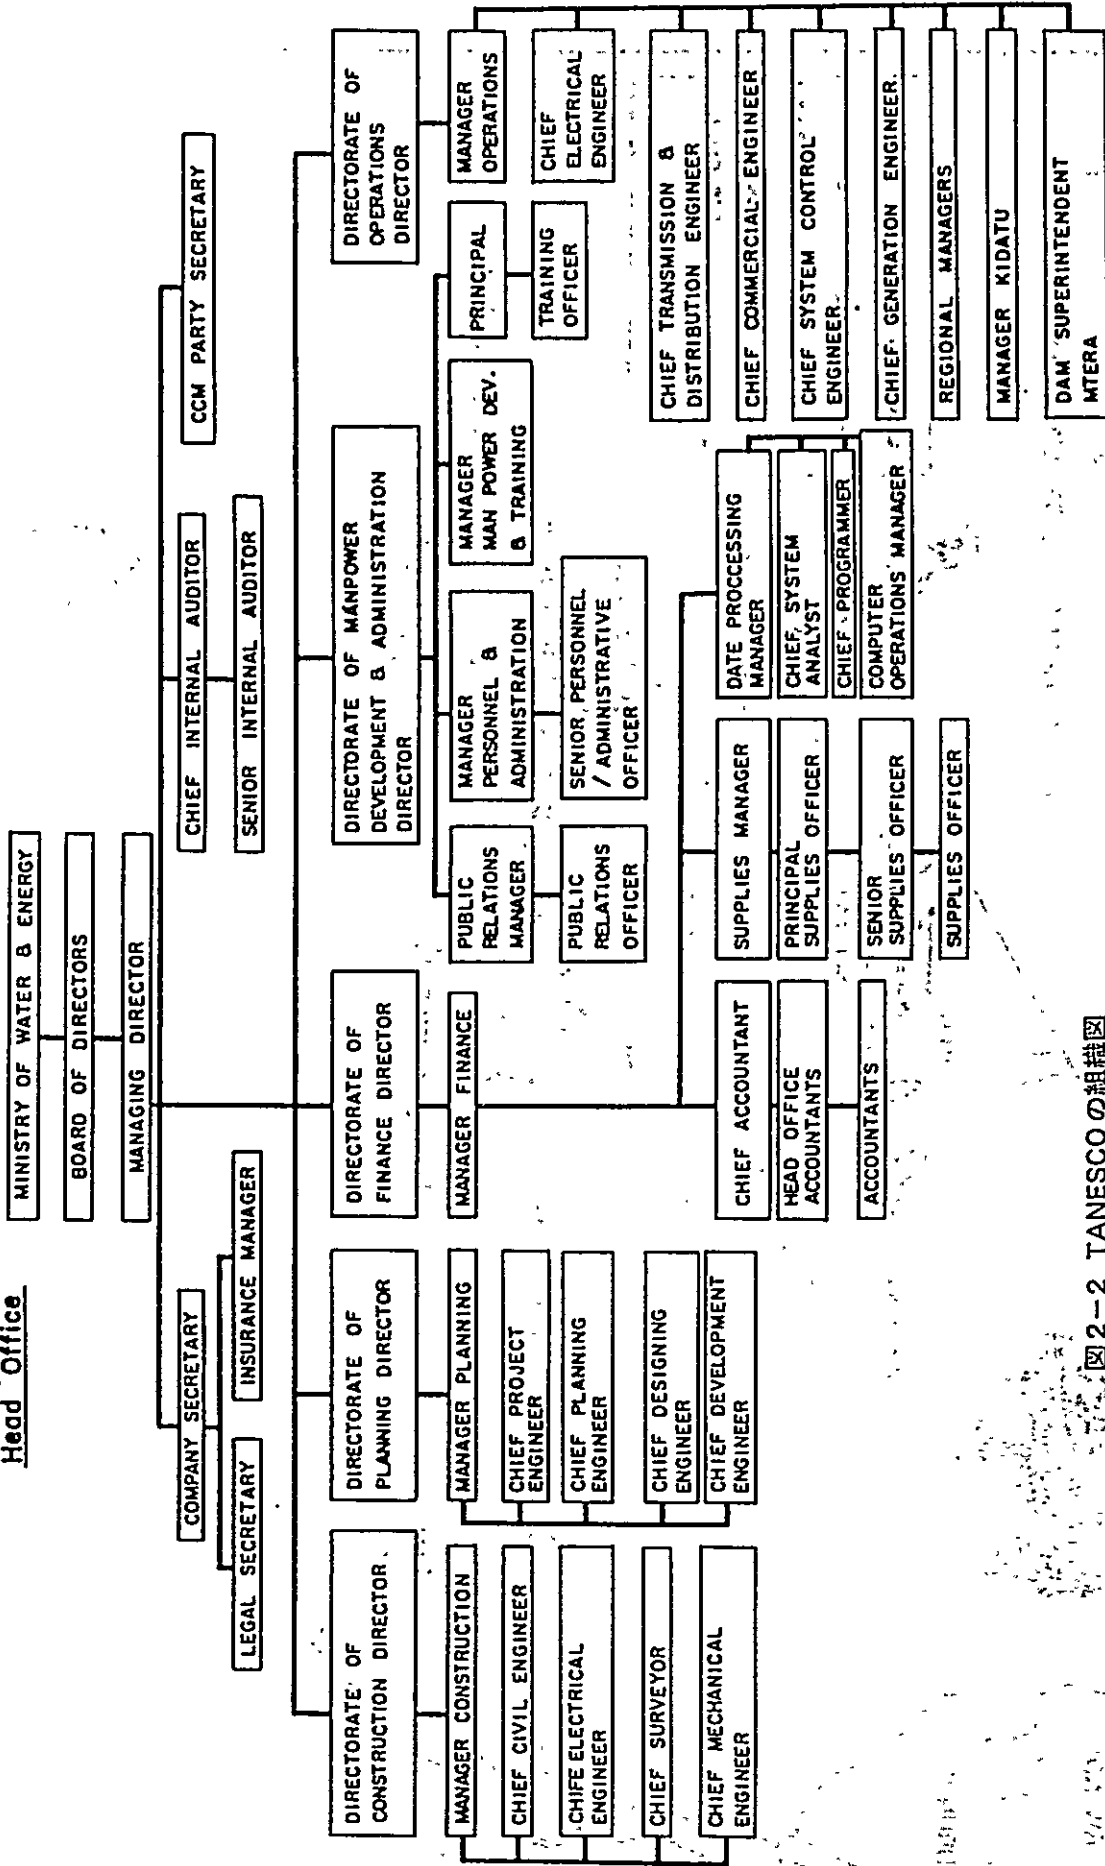 Head Office
MINISTRY OF WATER & ENERGY
BOARD OF DIRECTORS
MANAGING DIRECTOR
COMPANY SECRETARY
LEGAL SECRETARY
INSURANCE MANAGER
CHIEF INTERNAL AUDITOR
SENIOR INTERNAL AUDITOR
CCM PARTY SECRETARY
DIRECTORATE OF
CONSTRUCTION DIRECTOR
MANAGER CONSTRUCTION
CHIEF CIVIL ENGINEER
CHIFE ELECTRICAL
ENGINEER
CHIEF SURVEYOR
CHIEF MECHANICAL
ENGINEER
DIRECTORATE OF
PLANNING DIRECTOR
MANAGER PLANNING
CHIEF PROJECT
ENGINEER
CHIEF PLANNING
ENGINEER
CHIEF DESIGNING
ENGINEER
CHIEF DEVELOPMENT
ENGINEER
DIRECTORATE OF
FINANCE DIRECTOR
MANAGER FINANCE
CHIEF ACCOUNTANT
HEAD OFFICE
ACCOUNTANTS
ACCOUNTANTS
SUPPLIES MANAGER
PRINCIPAL
SUPPLIES OFFICER
SENIOR
SUPPLIES OFFICER
SUPPLIES OFFICER
DATE PROCCESSING
MANAGER
CHIEF SYSTEM
ANALYST
CHIEF PROGRAMMER
COMPUTER
OPERATIONS MANAGER
DIRECTORATE OF MANPOWER
DEVELOPMENT & ADMINISTRATION
DIRECTOR
PUBLIC
RELATIONS
MANAGER
PUBLIC
RELATIONS
OFFICER
MANAGER
PERSONNEL &
ADMINISTRATION
SENIOR PERSONNEL
/ ADMINISTRATIVE
OFFICER
MANAGER
MAN POWER DEV.
& TRAINING
PRINCIPAL
TRAINING
OFFICER
DIRECTORATE OF
OPERATIONS
DIRECTOR
MANAGER
OPERATIONS
CHIEF
ELECTRICAL
ENGINEER
CHIEF TRANSMISSION &
DISTRIBUTION ENGINEER
CHIEF COMMERCIAL ENGINEER
CHIEF SYSTEM CONTROL
ENGINEER
CHIEF GENERATION ENGINEER
REGIONAL MANAGERS
MANAGER KIDATU
DAM SUPERINTENDENT
MTERA
図2-2 TANESCOの組織図